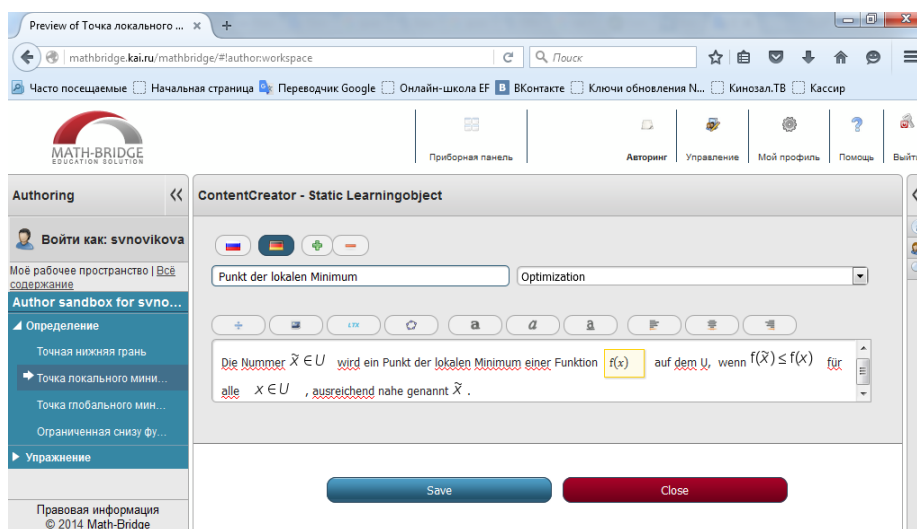 Preview of Точка локального ... × +
mathbridge.kai.ru/mathbridge/#!author:workspace Поиск
Часто посещаемые Начальная страница Переводчик Google Онлайн-школа EF ВКонтакте Ключи обновления N... Кинозал.ТВ Кассир
MATH-BRIDGE
EDUCATION SOLUTION
Приборная панель Авторинг Управление Мой профиль Помощь Выйти
Authoring ContentCreator - Static Learningobject
Войти как: svnovikova
Моё рабочее пространство | Всё
содержание
Punkt der lokalen Minimum Optimization
Author sandbox for svno...
Определение
Точная нижняя грань
Точка локального мини...
Точка глобального мин...
Ограниченная снизу фу...
Упражнение
LTX a a a
Die Nummer x̃ ∈ U wird ein Punkt der lokalen Minimum einer Funktion f(x) auf dem U, wenn f(x̃) ≤ f(x) für
alle x ∈ U , ausreichend nahe genannt x̃ .
Save Close
Правовая информация
© 2014 Math-Bridge